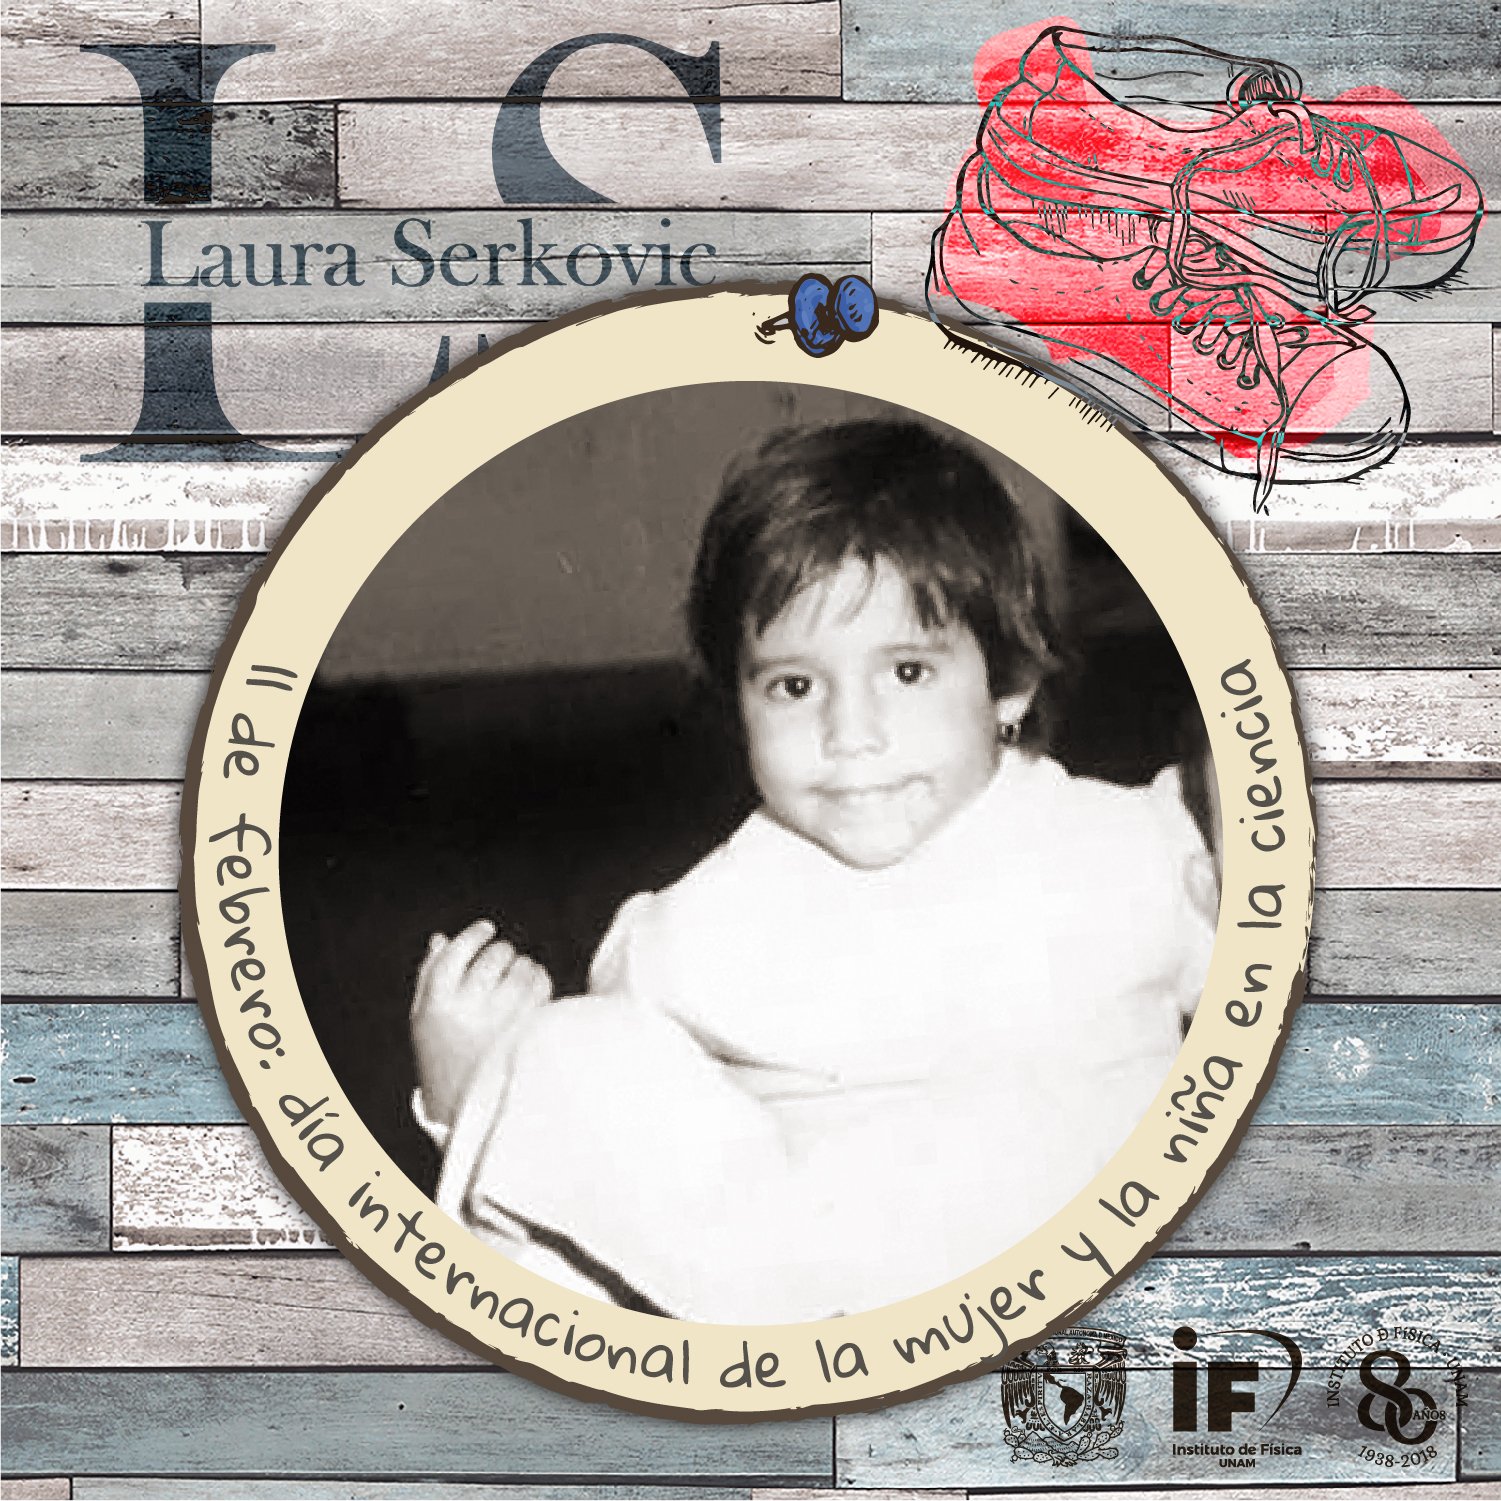 LS
Laura Serkovic
11 de febrero: día internacional de la mujer y la niña en la ciencia
iF
Instituto de Física
UNAM
INSTITUTO D FÍSICA · UNAM
80
AÑOS
1938-2018